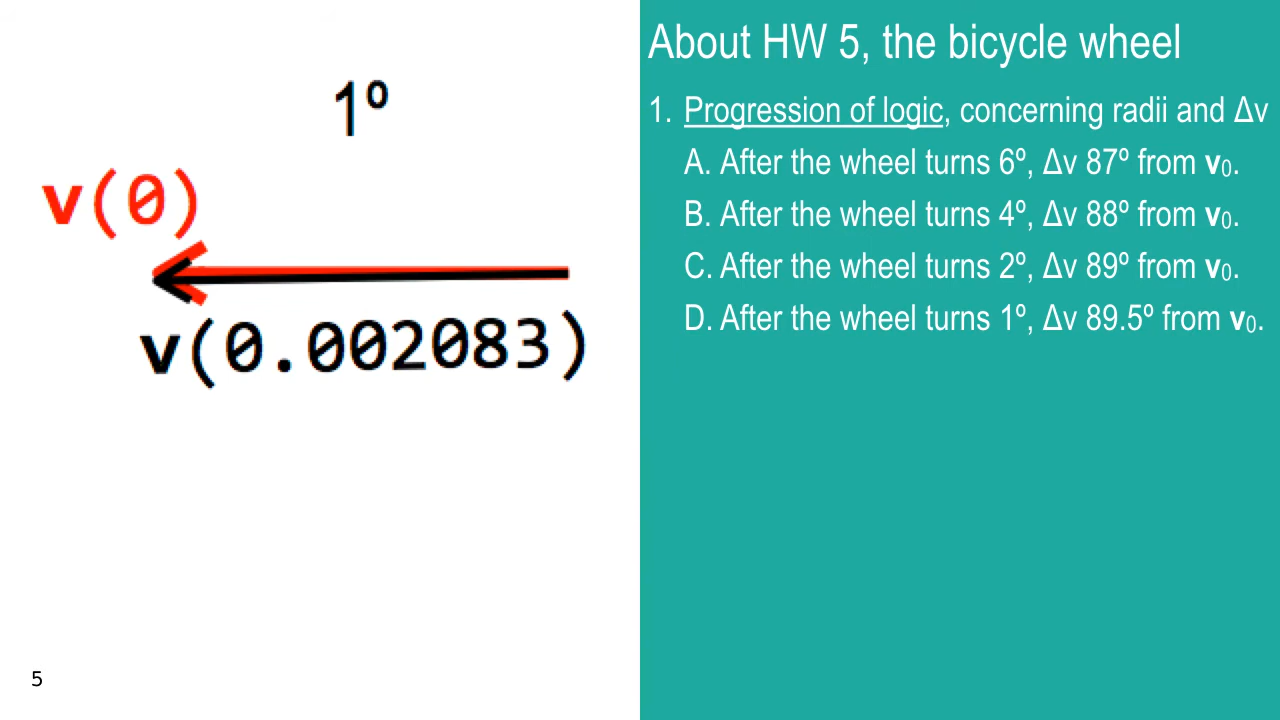 1º
v(0)
v(0.002083)
5
About HW 5, the bicycle wheel
1. Progression of logic, concerning radii and Δv
A. After the wheel turns 6º, Δv 87º from v₀.
B. After the wheel turns 4º, Δv 88º from v₀.
C. After the wheel turns 2º, Δv 89º from v₀.
D. After the wheel turns 1º, Δv 89.5º from v₀.